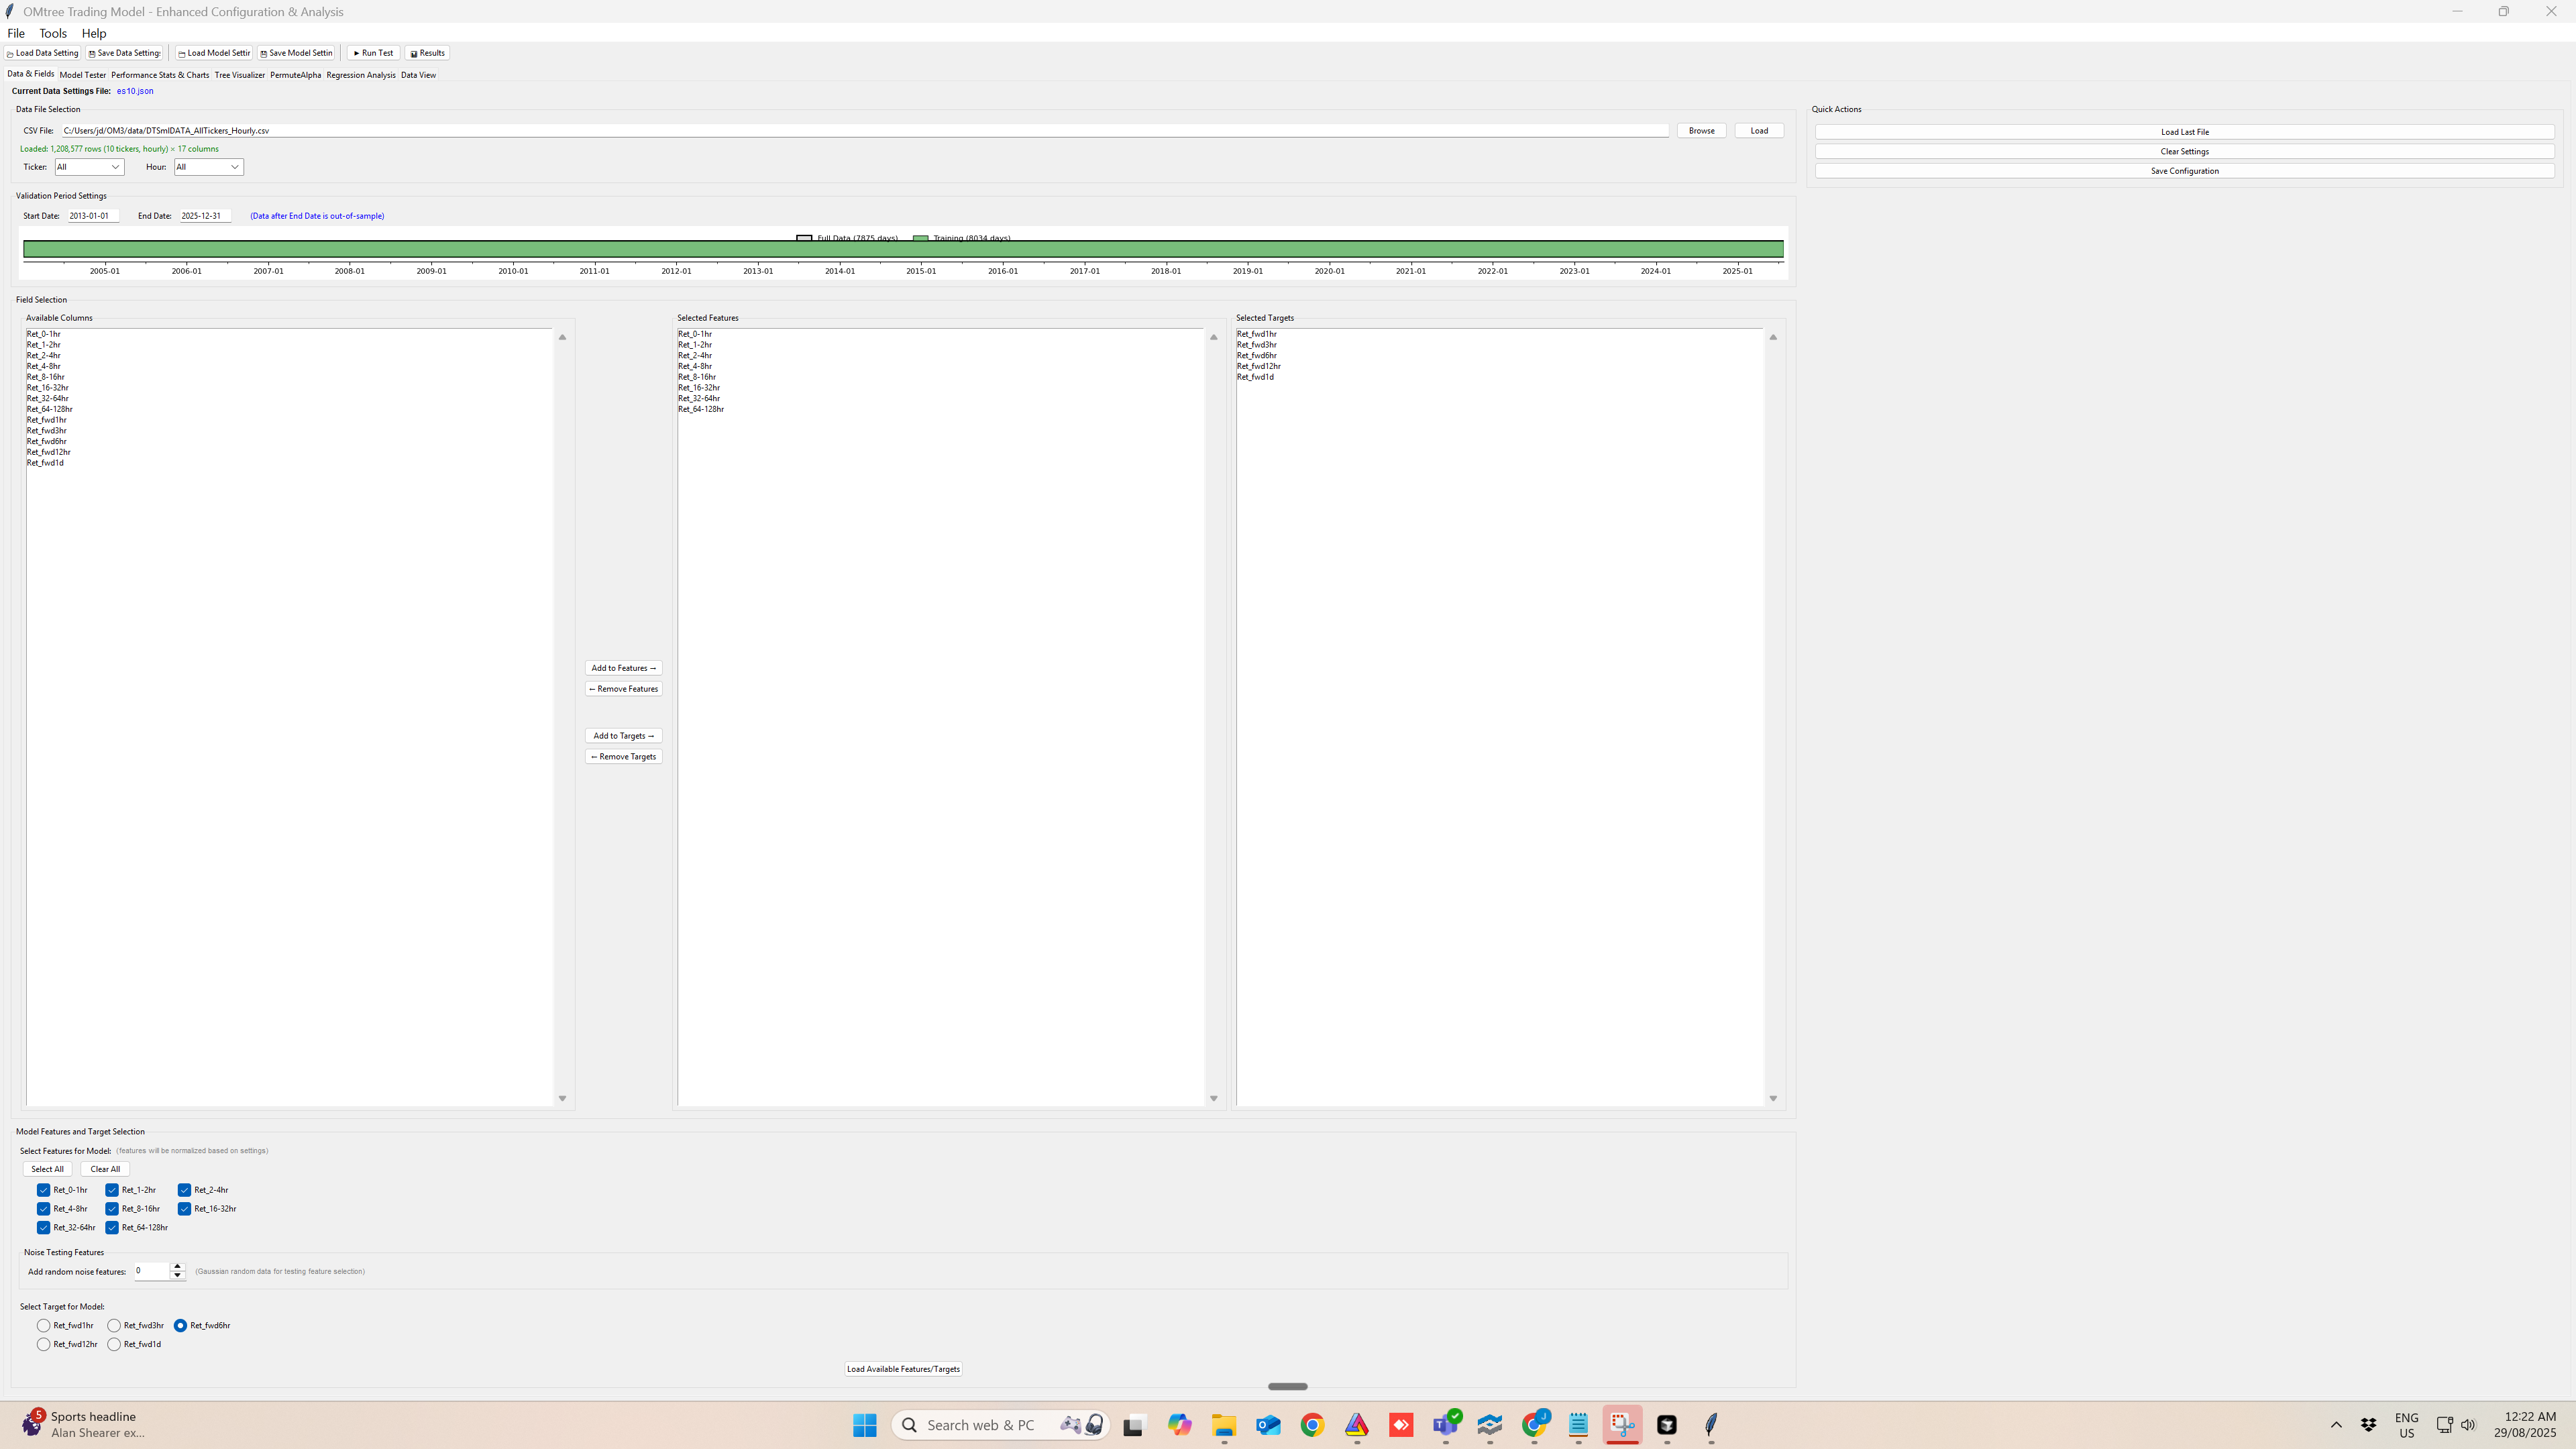 OMtree Trading Model - Enhanced Configuration & Analysis
File Tools Help
Load Data Setting Save Data Setting: Load Model Settir Save Model Settin Run Test Results
Data & Fields Model Tester Performance Stats & Charts Tree Visualizer PermuteAlpha Regression Analysis Data View
Current Data Settings File: es10.json
Data File Selection
CSV File: C:/Users/jd/OM3/data/DTSmlDATA_AllTickers_Hourly.csv Browse Load
Loaded: 1,208,577 rows (10 tickers, hourly) × 17 columns
Ticker: All Hour: All
Quick Actions
Load Last File
Clear Settings
Save Configuration
Validation Period Settings
Start Date: 2013-01-01 End Date: 2025-12-31 (Data after End Date is out-of-sample)
Full Data (7875 days) Training (8034 days)
2005-01 2006-01 2007-01 2008-01 2009-01 2010-01 2011-01 2012-01 2013-01 2014-01 2015-01 2016-01 2017-01 2018-01 2019-01 2020-01 2021-01 2022-01 2023-01 2024-01 2025-01
Field Selection
Available Columns
Ret_0-1hr
Ret_1-2hr
Ret_2-4hr
Ret_4-8hr
Ret_8-16hr
Ret_16-32hr
Ret_32-64hr
Ret_64-128hr
Ret_fwd1hr
Ret_fwd3hr
Ret_fwd6hr
Ret_fwd12hr
Ret_fwd1d
Add to Features →
← Remove Features
Add to Targets →
← Remove Targets
Selected Features
Ret_0-1hr
Ret_1-2hr
Ret_2-4hr
Ret_4-8hr
Ret_8-16hr
Ret_16-32hr
Ret_32-64hr
Ret_64-128hr
Selected Targets
Ret_fwd1hr
Ret_fwd3hr
Ret_fwd6hr
Ret_fwd12hr
Ret_fwd1d
Model Features and Target Selection
Select Features for Model: (features will be normalized based on settings)
Select All Clear All
Ret_0-1hr Ret_1-2hr Ret_2-4hr
Ret_4-8hr Ret_8-16hr Ret_16-32hr
Ret_32-64hr Ret_64-128hr
Noise Testing Features
Add random noise features: 0 (Gaussian random data for testing feature selection)
Select Target for Model:
Ret_fwd1hr Ret_fwd3hr Ret_fwd6hr
Ret_fwd12hr Ret_fwd1d
Load Available Features/Targets
5 Sports headline
Alan Shearer ex...
Search web & PC
J
ENG
US
12:22 AM
29/08/2025